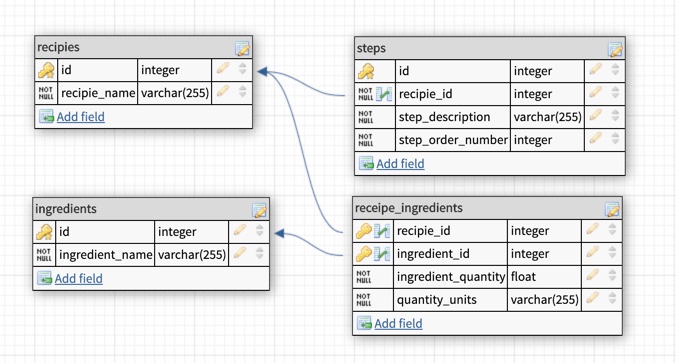 recipies
id integer
NOT NULL recipie_name varchar(255)
Add field
steps
id integer
NOT NULL recipie_id integer
NOT NULL step_description varchar(255)
NOT NULL step_order_number integer
Add field
ingredients
id integer
NOT NULL ingredient_name varchar(255)
Add field
receipe_ingredients
recipie_id integer
ingredient_id integer
NOT NULL ingredient_quantity float
NOT NULL quantity_units varchar(255)
Add field